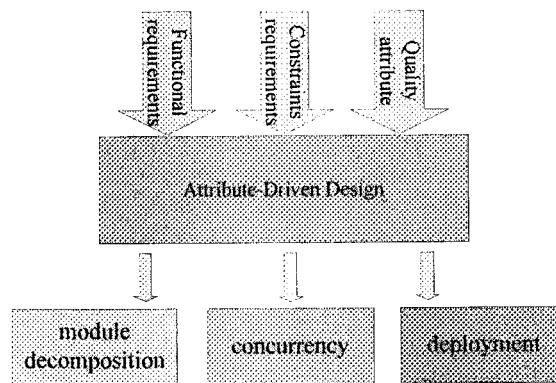 Functional
requirements
Constraints
requirements
Quality
attribute
Attribute-Driven Design
module
decomposition
concurrency
deployment